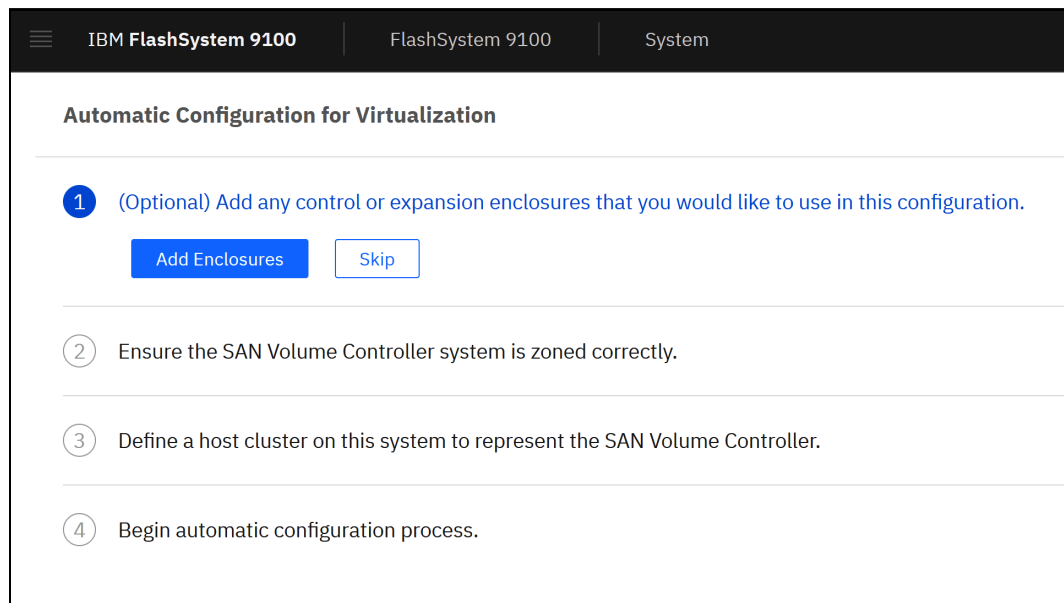 IBM FlashSystem 9100 FlashSystem 9100 System
Automatic Configuration for Virtualization
1 (Optional) Add any control or expansion enclosures that you would like to use in this configuration.
Add Enclosures Skip
2 Ensure the SAN Volume Controller system is zoned correctly.
3 Define a host cluster on this system to represent the SAN Volume Controller.
4 Begin automatic configuration process.